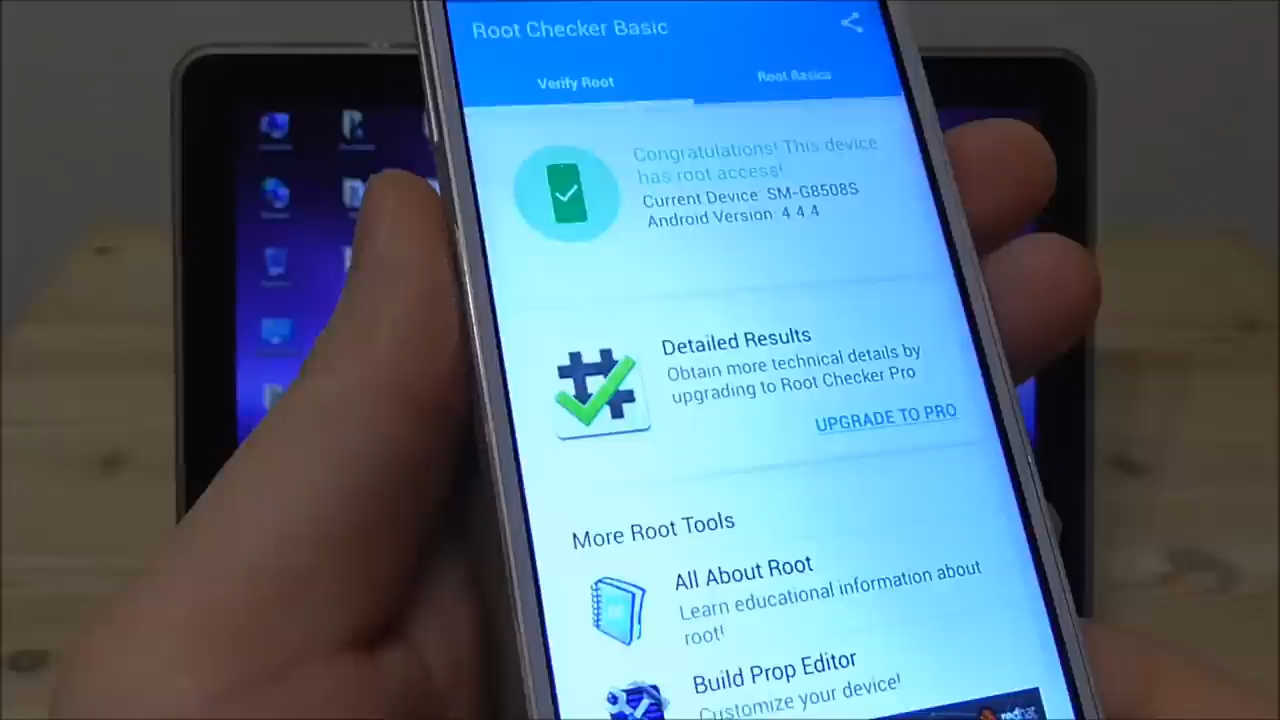 Root Checker Basic
Verify Root
Root Basics
Congratulations! This device
has root access!
Current Device: SM-G8508S
Android Version: 4.4.4
Detailed Results
Obtain more technical details by
upgrading to Root Checker Pro
UPGRADE TO PRO
More Root Tools
All About Root
Learn educational information about
root!
Build Prop Editor
Customize your device!
redhat